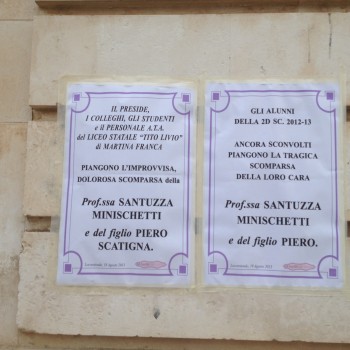 IL PRESIDE,
I COLLEGHI, GLI STUDENTI
e il PERSONALE A.T.A.
del LICEO STATALE "TITO LIVIO"
di MARTINA FRANCA
PIANGONO L'IMPROVVISA,
DOLOROSA SCOMPARSA della
Prof.ssa SANTUZZA
MINISCHETTI
e del figlio PIERO
SCATIGNA.
GLI ALUNNI
DELLA 2D SC. 2012-13
ANCORA SCONVOLTI
PIANGONO LA TRAGICA
SCOMPARSA
DELLA LORO CARA
Prof.ssa SANTUZZA
MINISCHETTI
e del figlio PIERO.